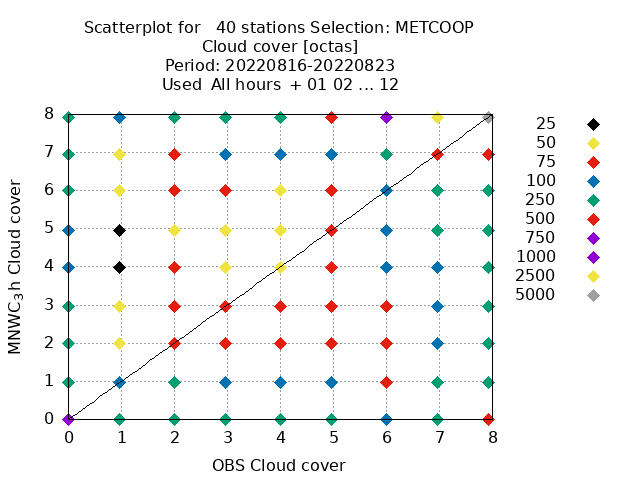 Scatterplot for 40 stations Selection: METCOOP
Cloud cover [octas]
Period: 20220816-20220823
Used All hours + 01 02 ... 12
8
7
6
5
4
3
2
1
0
MNWC_3h Cloud cover
0 1 2 3 4 5 6 7 8
OBS Cloud cover
25
50
75
100
250
500
750
1000
2500
5000